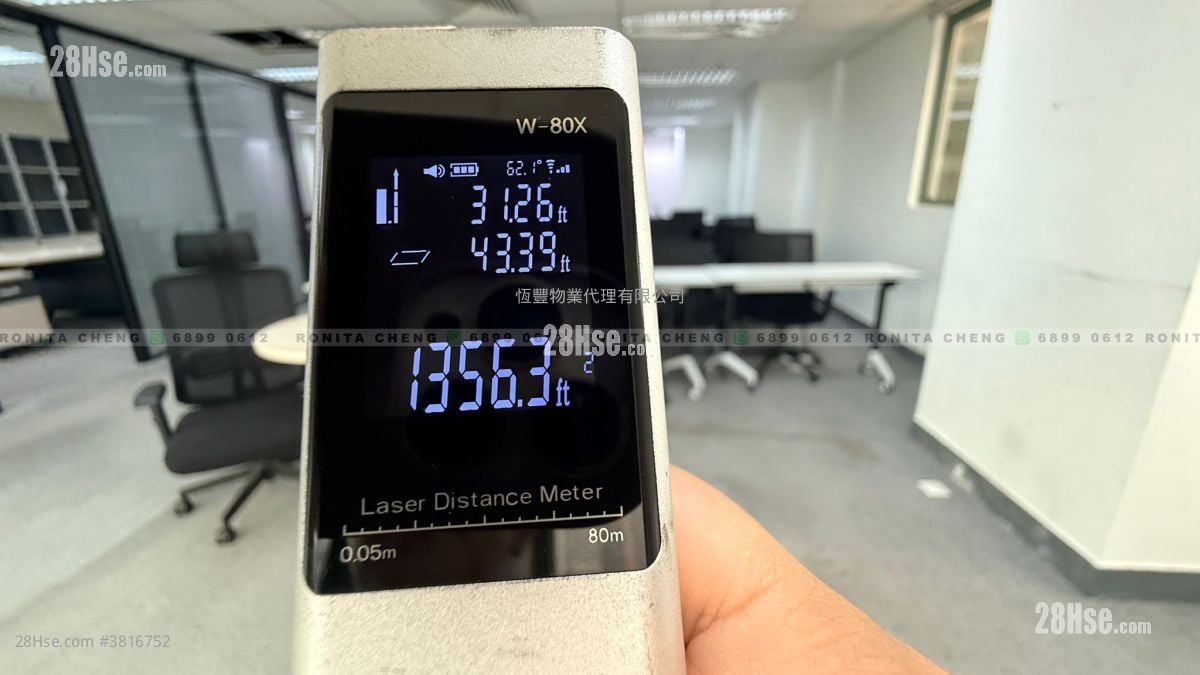 28Hse.com
W-80X
62.1°
31.26 ft
43.39 ft
恆豐物業代理有限公司
RONITA CHENG 6899 0612 RONITA CHENG 6899 0612 RONITA CHENG 6899 0612 RONIT
28Hse.com
1356.3 ft²
Laser Distance Meter
0.05m 80m
28Hse.com #3816752
28Hse.com